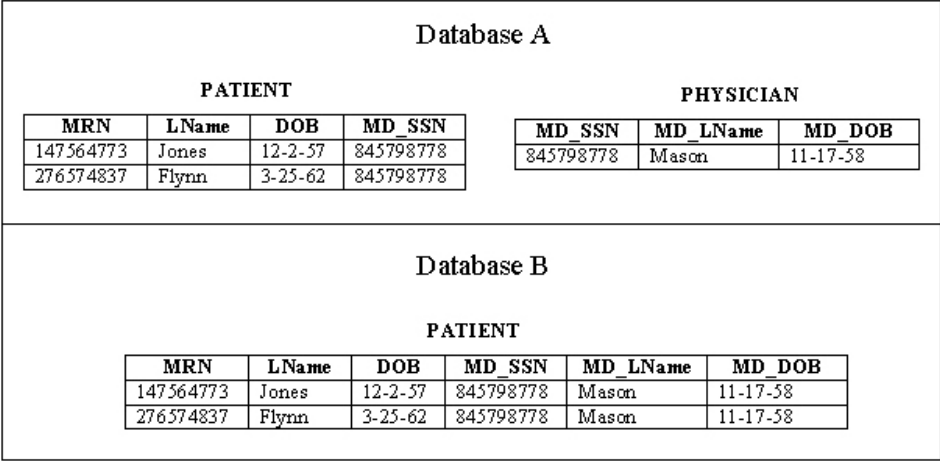 Database A
PATIENT
MRN LName DOB MD_SSN
147564773 Jones 12-2-57 845798778
276574837 Flynn 3-25-62 845798778
PHYSICIAN
MD_SSN MD_LName MD_DOB
845798778 Mason 11-17-58
Database B
PATIENT
MRN LName DOB MD_SSN MD_LName MD_DOB
147564773 Jones 12-2-57 845798778 Mason 11-17-58
276574837 Flynn 3-25-62 845798778 Mason 11-17-58